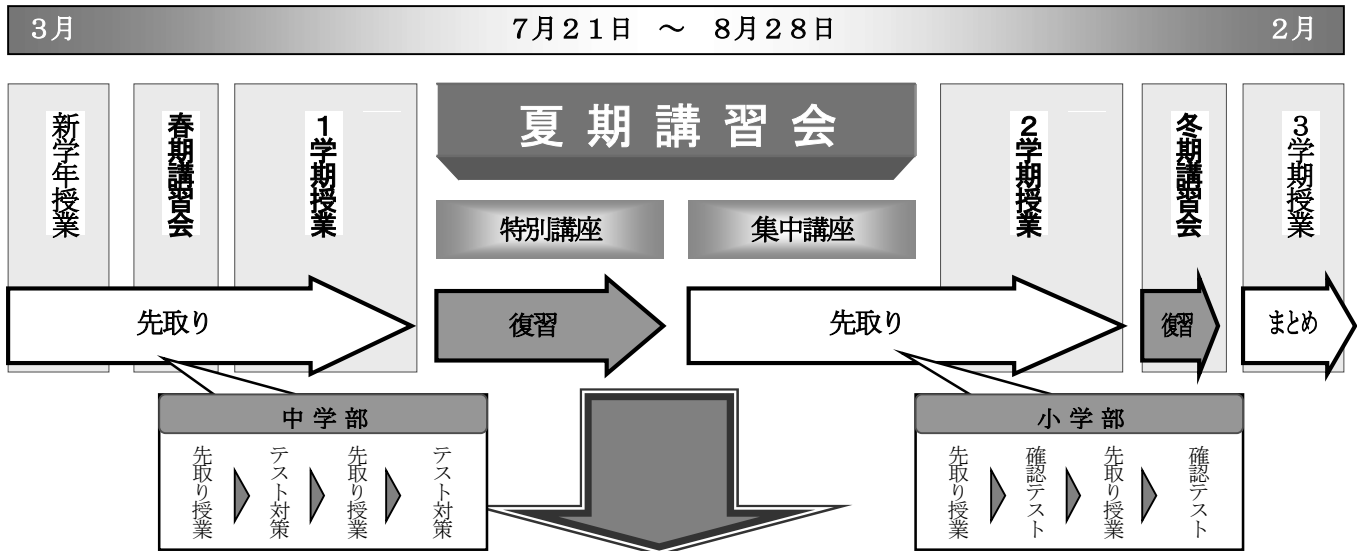 3月
7月21日 ～ 8月28日
2月
新学年授業
春期講習会
1学期授業
夏期講習会
特別講座
集中講座
2学期授業
冬期講習会
3学期授業
先取り
復習
先取り
復習
まとめ
中学部
先取り授業
テスト対策
先取り授業
テスト対策
小学部
先取り授業
確認テスト
先取り授業
確認テスト